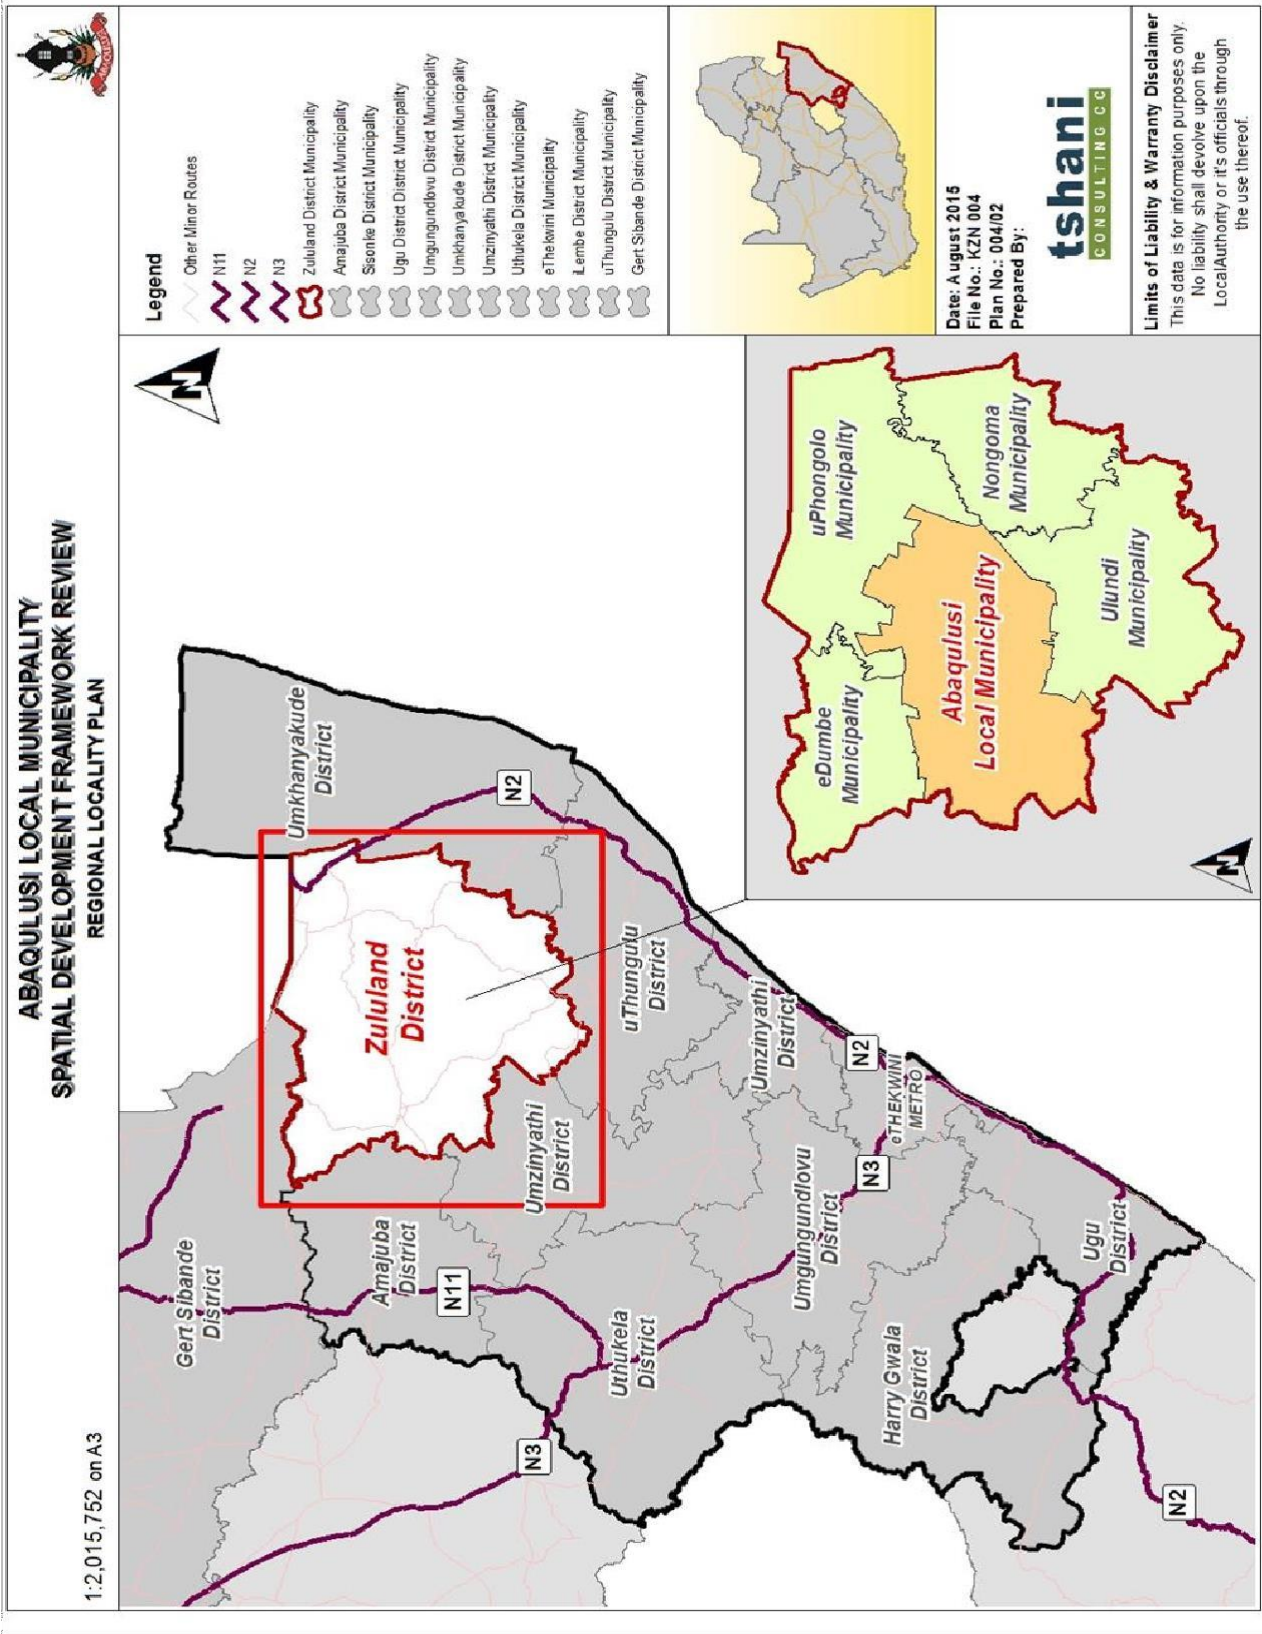 ABAQULUSI LOCAL MUNICIPALITY
SPATIAL DEVELOPMENT FRAMEWORK REVIEW
REGIONAL LOCALITY PLAN
1:2,015,752 on A3
ABAQULUSI
Legend
Other Minor Routes
N11
N2
N3
Zululand District Municipality
Amajuba District Municipality
Sisonke District Municipality
Ugu District District Municipality
Umgungundlovu District Municipality
Umkhanyakude District Municipality
Umzinyathi District Municipality
Uthukela District Municipality
eThekwini Municipality
iLembe District Municipality
uThungulu District Municipality
Gert Sibande District Municipality
N
Gert Sibande
District
Amajuba
District
N11
Zululand
District
Umkhanyakude
District
N2
N3
Uthukela
District
Umzinyathi
District
uThungulu
District
Umzinyathi
District
N2
eTHEKWINI
METRO
N3
Umgungundlovu
District
Harry Gwala
District
Ugu
District
N2
uPhongolo
Municipality
eDumbe
Municipality
Nongoma
Municipality
Abaqulusi
Local Municipality
Ulundi
Municipality
N
Date: August 2015
File No.: KZN 004
Plan No.: 004/02
Prepared By:
tshani
CONSULTING CC
Limits of Liability & Warranty Disclaimer
This data is for information purposes only.
No liability shall devolve upon the
LocalAuthority or it's officials through
the use thereof.